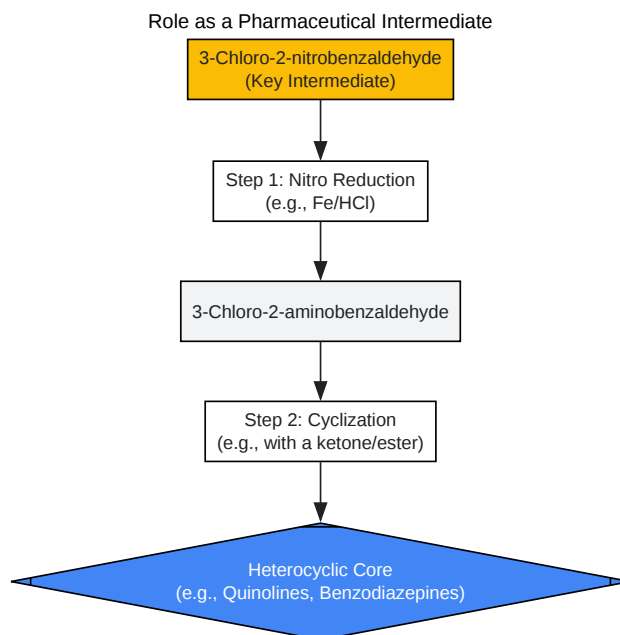 Role as a Pharmaceutical Intermediate
3-Chloro-2-nitrobenzaldehyde
(Key Intermediate)
Step 1: Nitro Reduction
(e.g., Fe/HCl)
3-Chloro-2-aminobenzaldehyde
Step 2: Cyclization
(e.g., with a ketone/ester)
Heterocyclic Core
(e.g., Quinolines, Benzodiazepines)